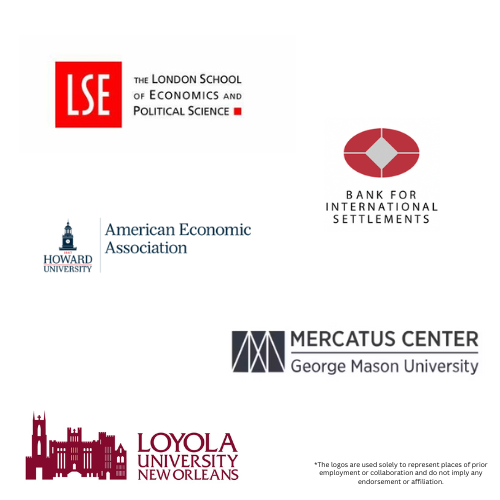 LSE
THE LONDON SCHOOL
OF ECONOMICS AND
POLITICAL SCIENCE
BANK FOR
INTERNATIONAL
SETTLEMENTS
American Economic
Association
HOWARD
UNIVERSITY
MERCATUS CENTER
George Mason University
LOYOLA
UNIVERSITY
NEW ORLEANS
*The logos are used solely to represent places of prior
employment or collaboration and do not imply any
endorsement or affiliation.